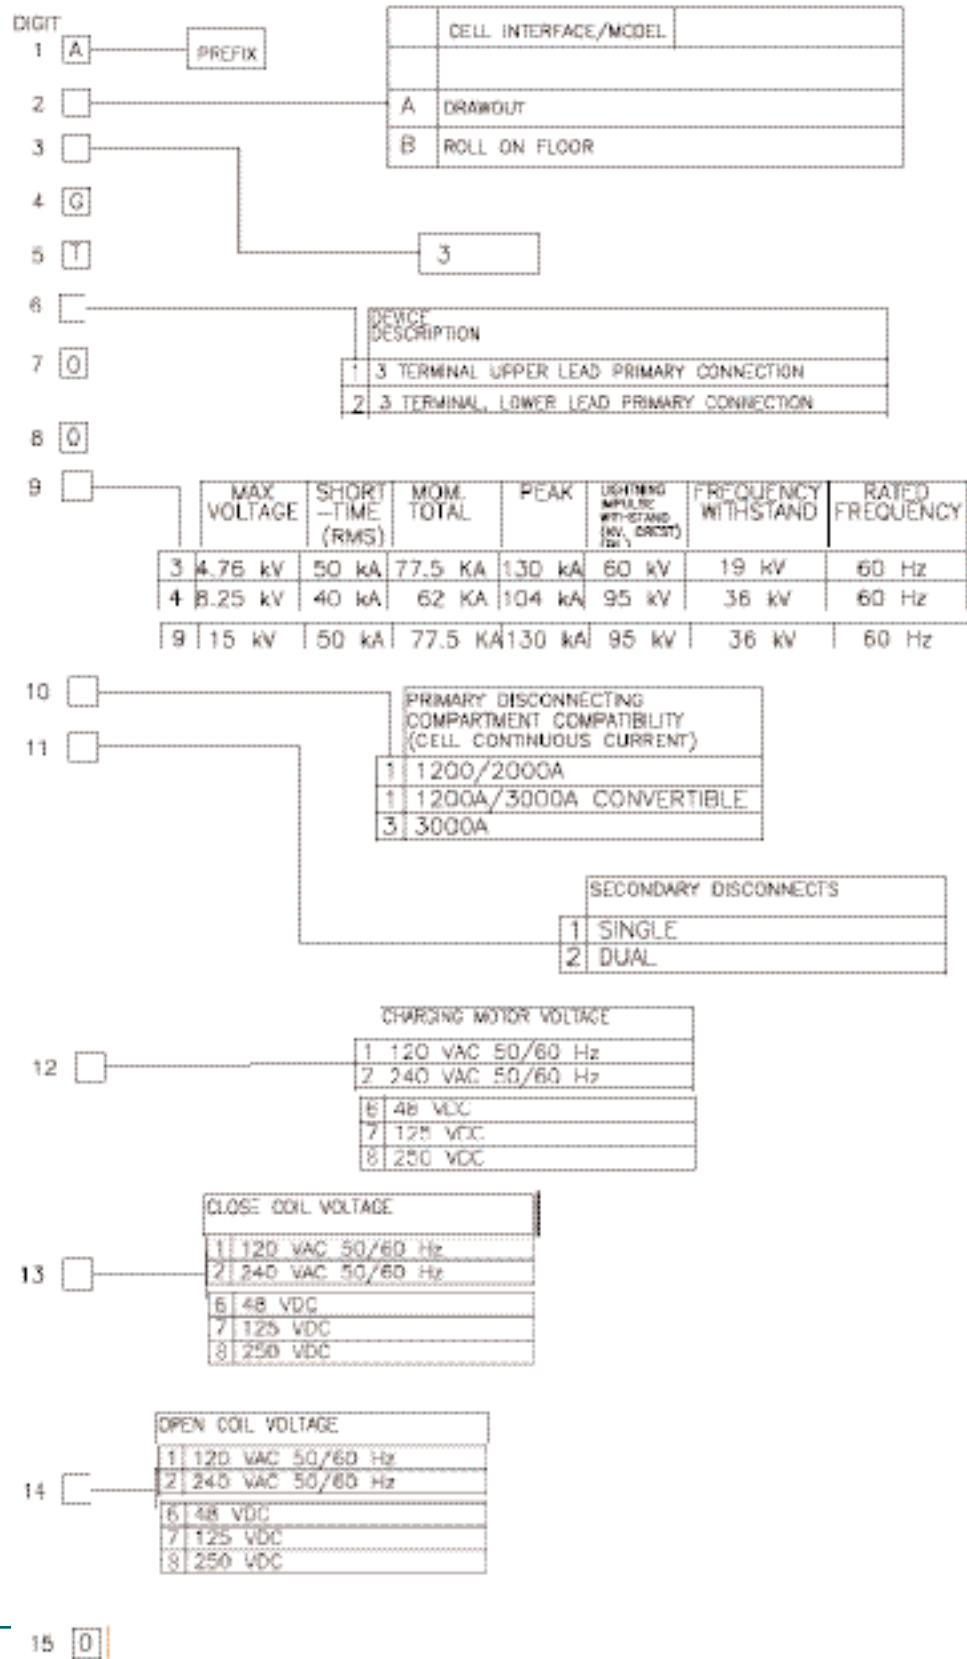 DIGIT
1 A PREFIX
CELL INTERFACE/MODEL
2
A DRAWOUT
B ROLL ON FLOOR
3
3
4 G
5 T
6
DEVICE
DESCRIPTION
1 3 TERMINAL UPPER LEAD PRIMARY CONNECTION
2 3 TERMINAL, LOWER LEAD PRIMARY CONNECTION
7 0
8 0
9
MAX VOLTAGE SHORT -TIME (RMS) MOM. TOTAL PEAK LIGHTNING IMPULSE WITHSTAND (KV, CREST) FREQUENCY WITHSTAND RATED FREQUENCY
3 4.76 kV 50 kA 77.5 KA 130 kA 60 kV 19 kV 60 Hz
4 8.25 kV 40 kA 62 KA 104 kA 95 kV 36 kV 60 Hz
9 15 kV 50 kA 77.5 KA 130 kA 95 kV 36 kV 60 Hz
10
PRIMARY DISCONNECTING
COMPARTMENT COMPATIBILITY
(CELL CONTINUOUS CURRENT)
1 1200/2000A
1 1200A/3000A CONVERTIBLE
3 3000A
11
SECONDARY DISCONNECTS
1 SINGLE
2 DUAL
CHARGING MOTOR VOLTAGE
12
1 120 VAC 50/60 Hz
2 240 VAC 50/60 Hz
6 48 VDC
7 125 VDC
8 250 VDC
CLOSE COIL VOLTAGE
13
1 120 VAC 50/60 Hz
2 240 VAC 50/60 Hz
6 48 VDC
7 125 VDC
8 250 VDC
OPEN COIL VOLTAGE
14
1 120 VAC 50/60 Hz
2 240 VAC 50/60 Hz
6 48 VDC
7 125 VDC
8 250 VDC
15 0